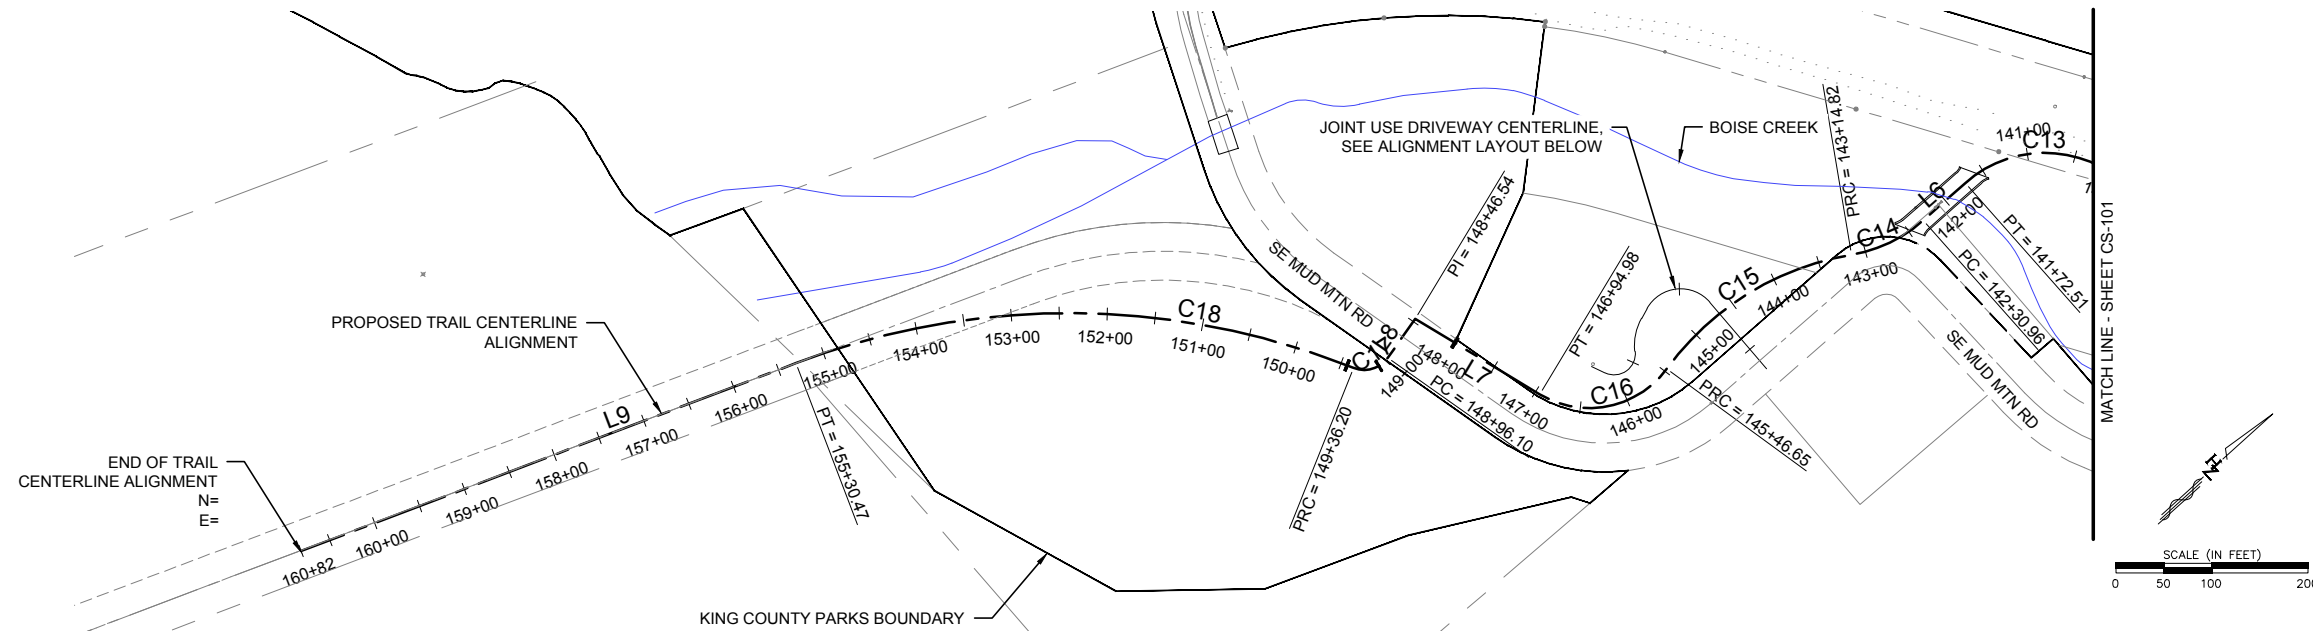 JOINT USE DRIVEWAY CENTERLINE,
SEE ALIGNMENT LAYOUT BELOW
BOISE CREEK
PRC = 143+14.82
141+00
C13
L6
142+00
C14
PT = 141+72.51
PC = 142+30.96
143+00
C15
144+00
145+00
PRC = 145+46.65
C16
146+00
PT = 146+94.98
147+00
L7
148+00
PI = 148+46.54
PC = 148+96.10
149+00
PRC = 149+36.20
SE MUD MTN RD
SE MUD MTN RD
MATCH LINE - SHEET CS-101
150+00
151+00
C18
152+00
153+00
154+00
155+00
PT = 155+30.47
156+00
157+00
L9
158+00
159+00
160+00
160+82
PROPOSED TRAIL CENTERLINE
ALIGNMENT
END OF TRAIL
CENTERLINE ALIGNMENT
N=
E=
KING COUNTY PARKS BOUNDARY
N
SCALE (IN FEET)
0 50 100